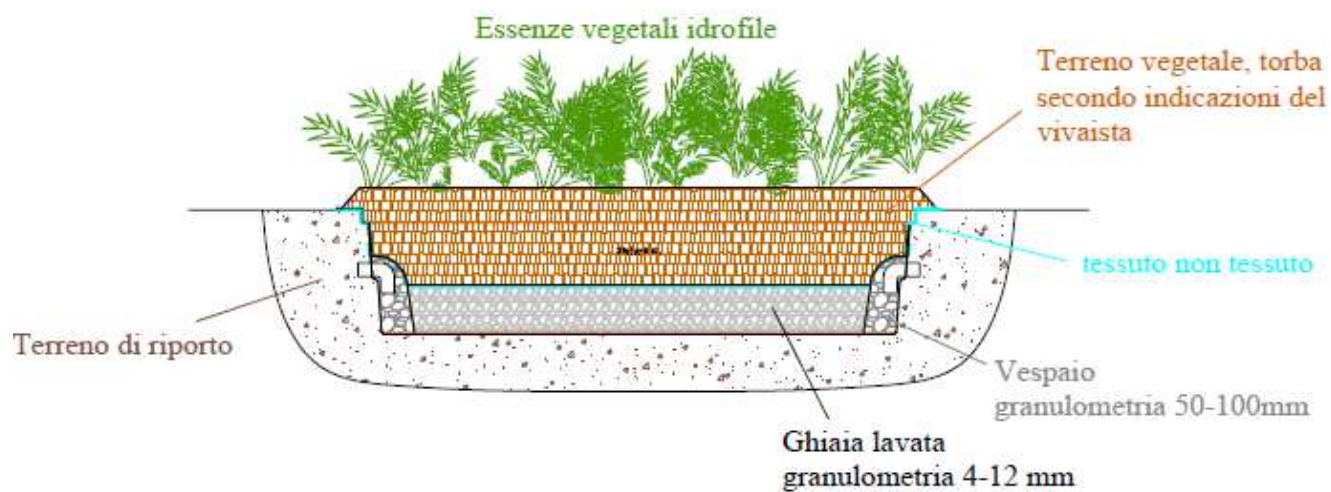 Essenze vegetali idrofile
Terreno vegetale, torba
secondo indicazioni del
vivaista
tessuto non tessuto
Terreno di riporto
Vespaio
granulometria 50-100mm
Ghiaia lavata
granulometria 4-12 mm